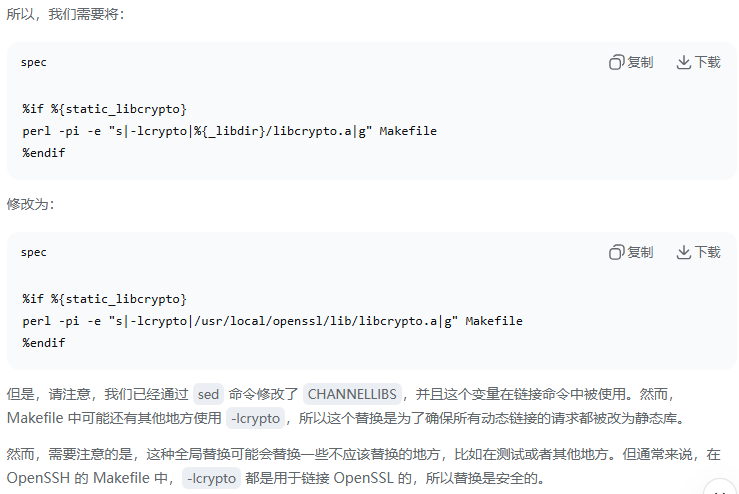 所以，我们需要将：
spec
复制
下载
%if %{static_libcrypto}
perl -pi -e "s|-lcrypto|%{_libdir}/libcrypto.a|g" Makefile
%endif
修改为：
spec
复制
下载
%if %{static_libcrypto}
perl -pi -e "s|-lcrypto|/usr/local/openssl/lib/libcrypto.a|g" Makefile
%endif
但是，请注意，我们已经通过 sed 命令修改了 CHANNELLIBS，并且这个变量在链接命令中被使用。然而，
Makefile 中可能还有其他地方使用 -lcrypto，所以这个替换是为了确保所有动态链接的请求都被改为静态库。
然而，需要注意的是，这种全局替换可能会替换一些不应该替换的地方，比如在测试或者其他地方。但通常来说，在
OpenSSH 的 Makefile 中，-lcrypto 都是用于链接 OpenSSL 的，所以替换是安全的。